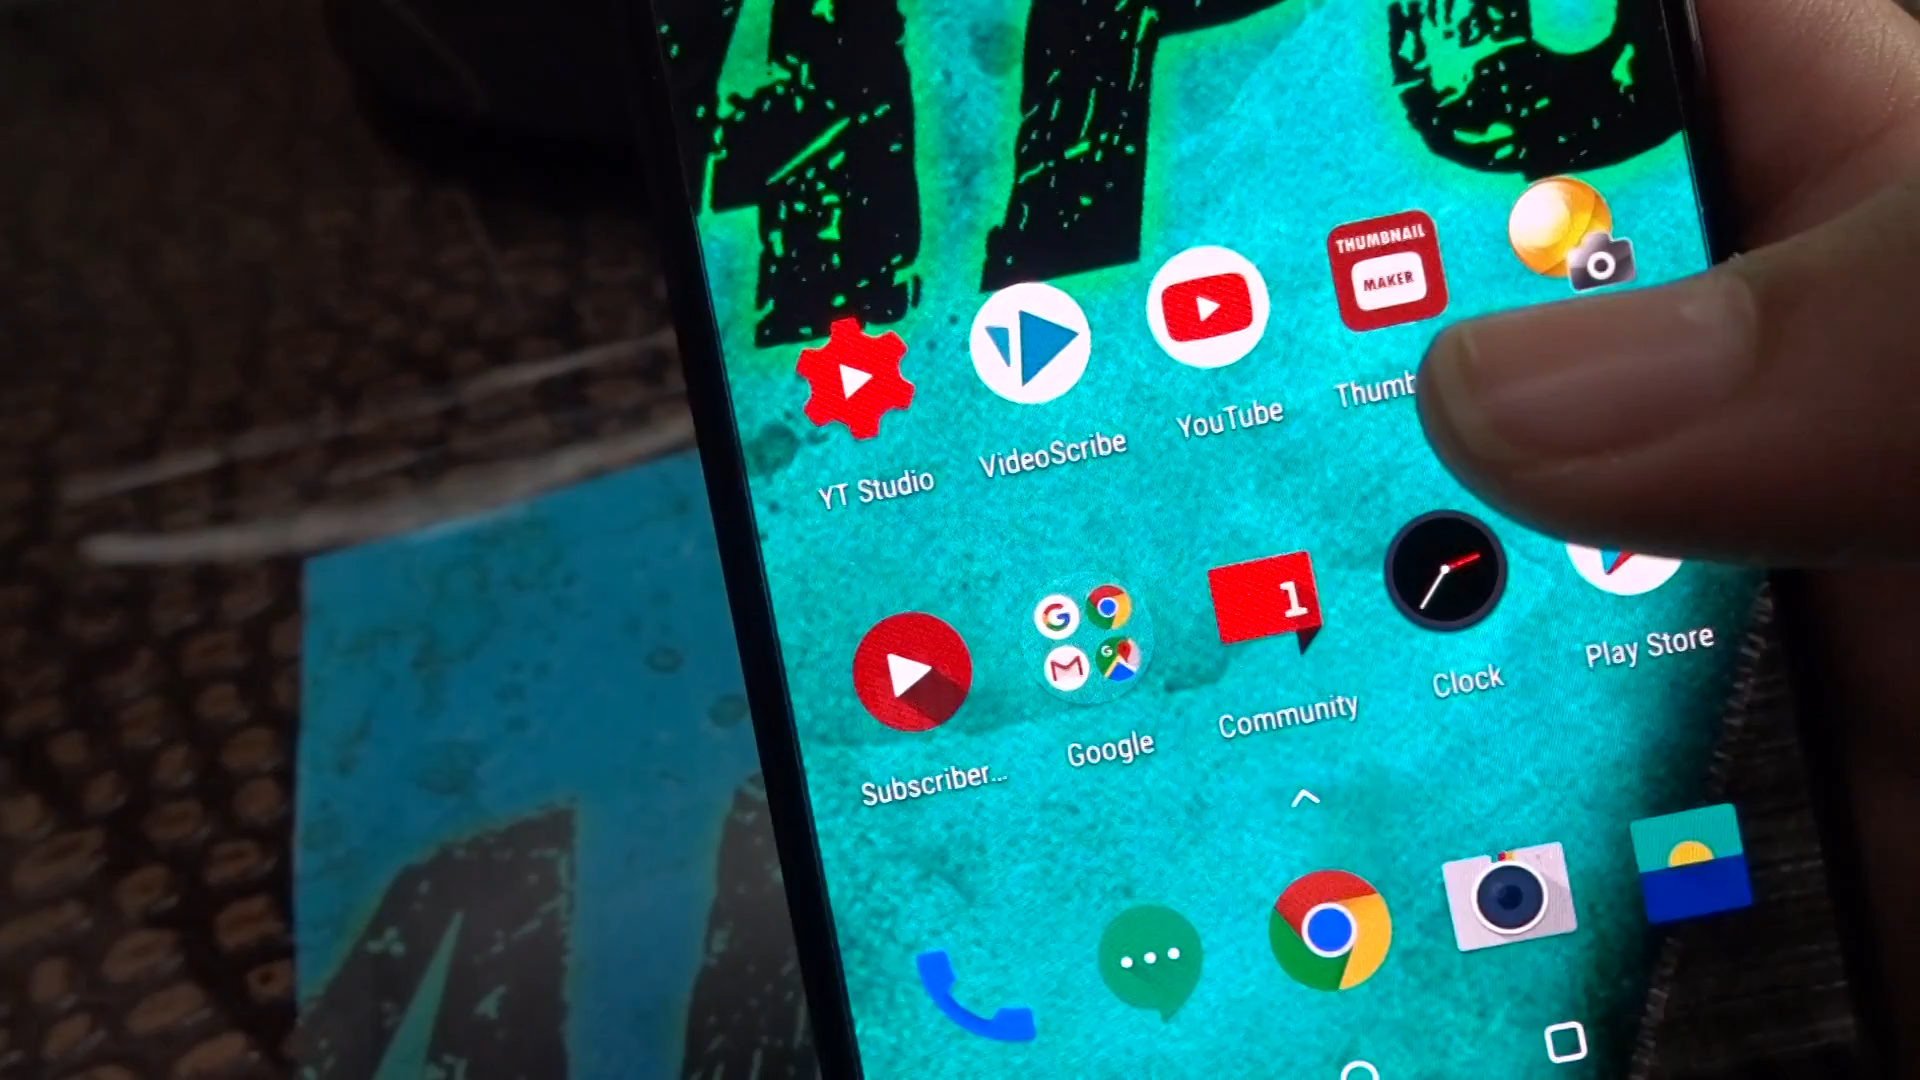 THUMBNAIL
MAKER
YT Studio
VideoScribe
YouTube
Thumb
1
Subscriber...
Google
Community
Clock
Play Store